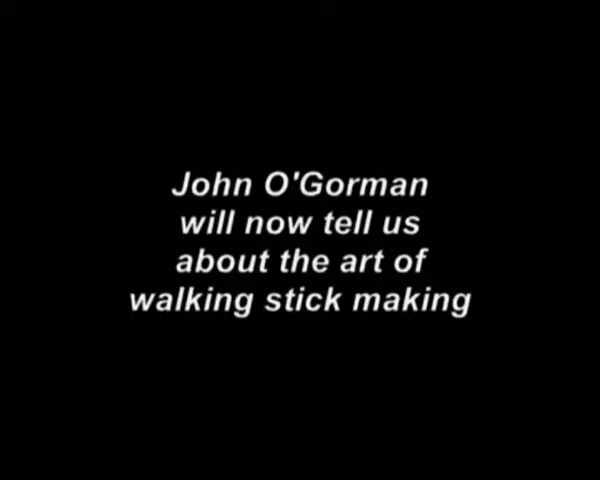 John O'Gorman
will now tell us
about the art of
walking stick making